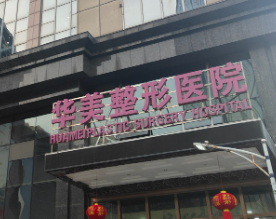 华美整形医院
HUAMEI PLASTIC SURGERY HOSPITAL